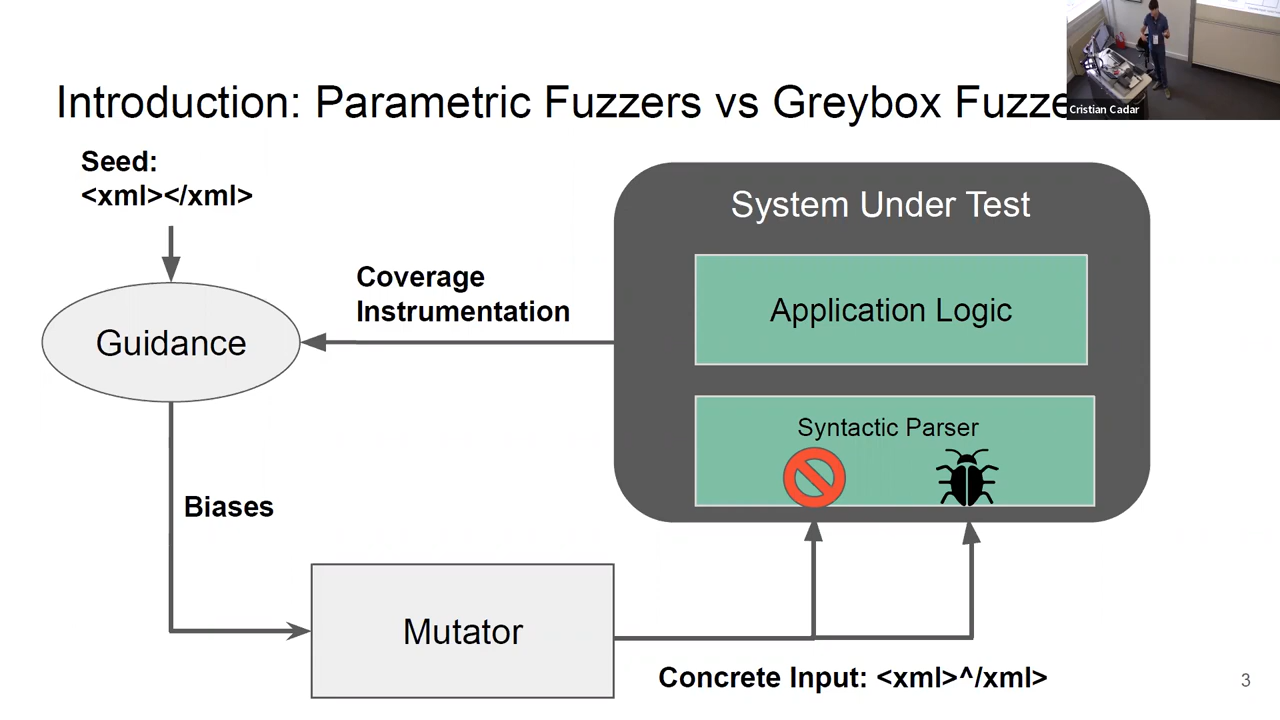 Introduction: Parametric Fuzzers vs Greybox Fuzze
Cristian Cadar
Seed:
<xml></xml>
System Under Test
Coverage
Instrumentation
Application Logic
Guidance
Syntactic Parser
Biases
Mutator
Concrete Input: <xml>^/xml>
3